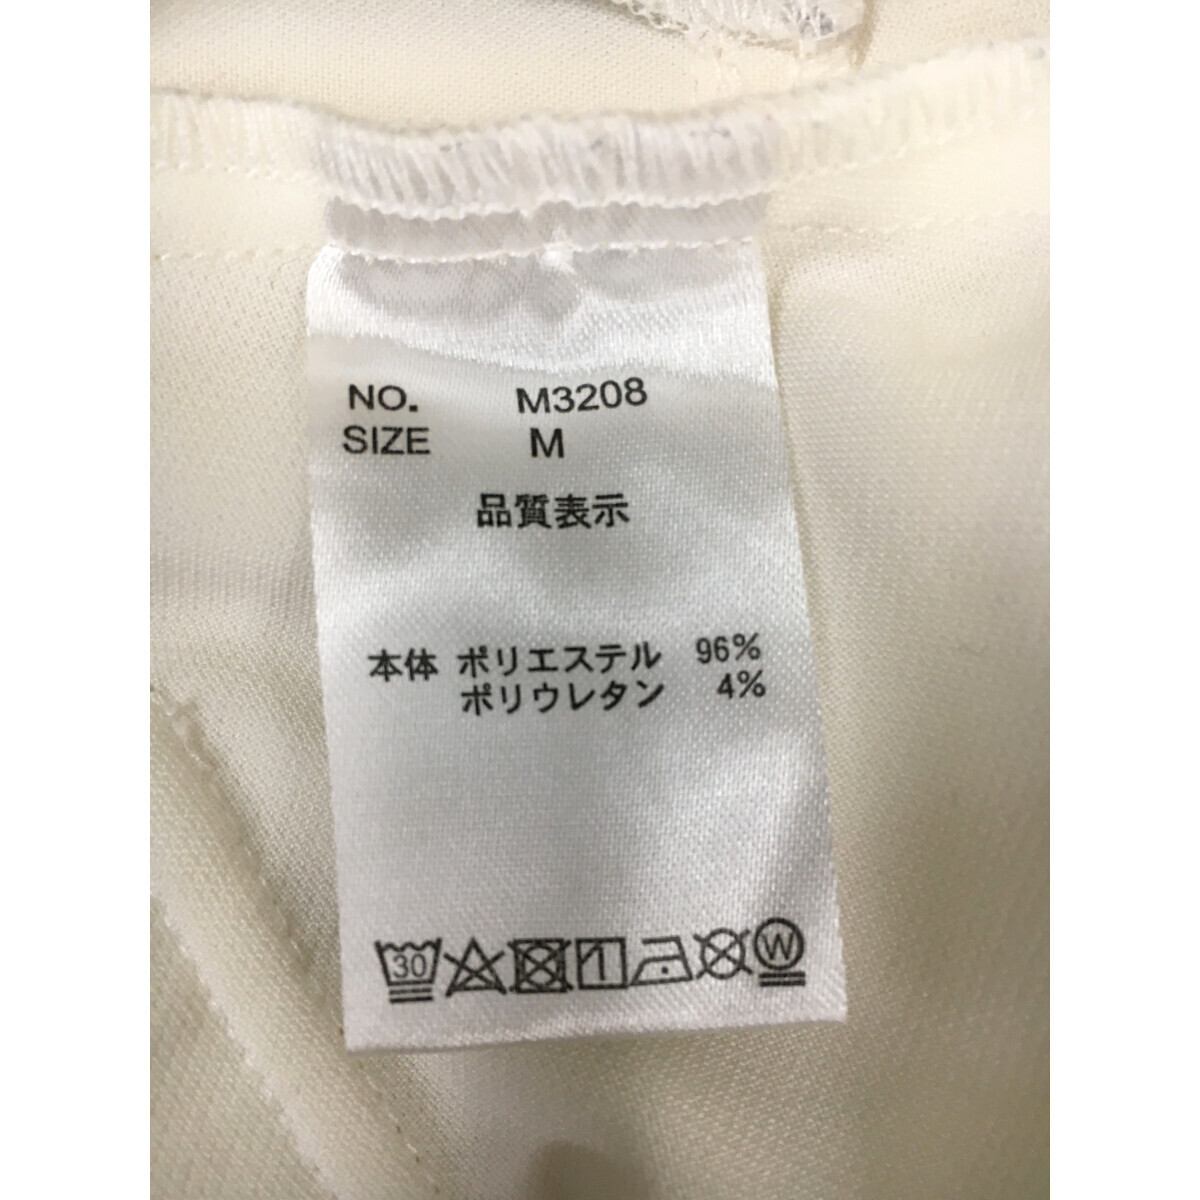 NO. M3208
SIZE M
品質表示
本体 ポリエステル 96%
ポリウレタン 4%
30 W